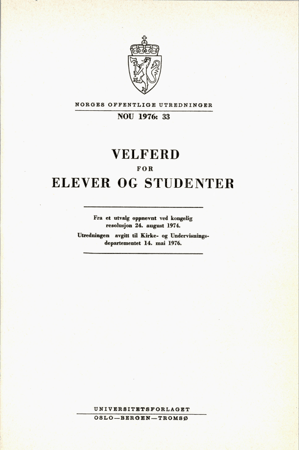 NORGES OFFENTLIGE UTREDNINGER
NOU 1976: 33
VELFERD
FOR
ELEVER OG STUDENTER
Fra et utvalg oppnevnt ved kongelig
resolusjon 24. august 1974.
Utredningen avgitt til Kirke- og Undervisnings-
departementet 14. mai 1976.
UNIVERSITETSFORLAGET
OSLO—BERGEN—TROMSØ